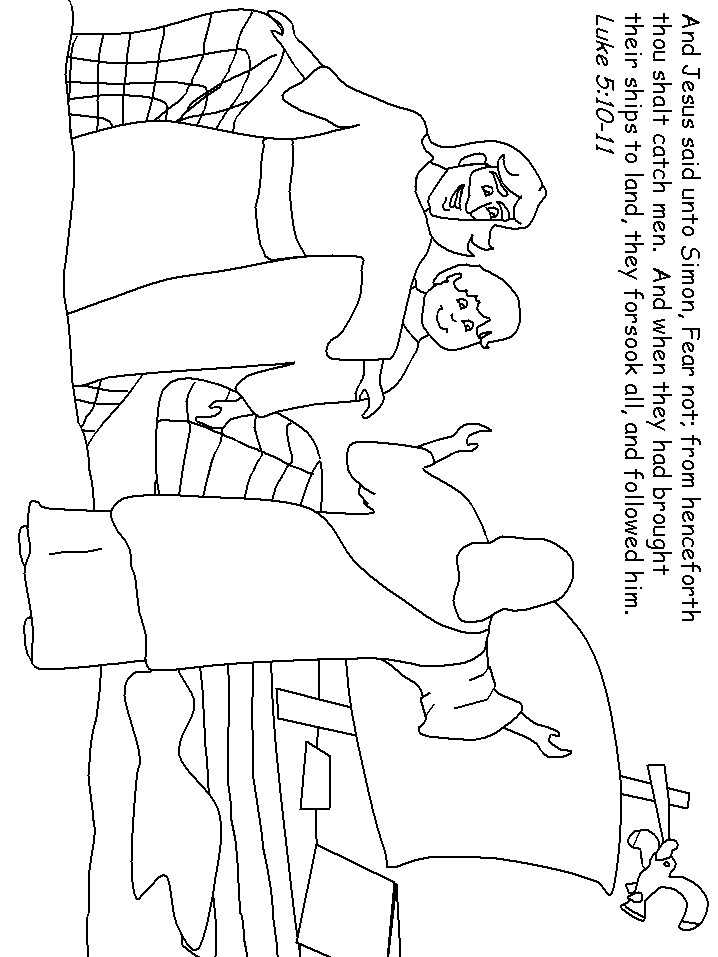 And Jesus said unto Simon, Fear not; from henceforth
thou shalt catch men. And when they had brought
their ships to land, they forsook all, and followed him.
Luke 5:10-11